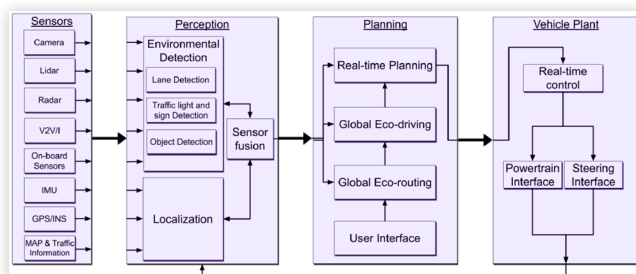 Sensors
Camera
Lidar
Radar
V2V/I
On-board
Sensors
IMU
GPS/INS
MAP & Traffic
Information
Perception
Environmental
Detection
Lane Detection
Traffic light and
sign Detection
Object Detection
Sensor
fusion
Localization
Planning
Real-time Planning
Global Eco-driving
Global Eco-routing
User Interface
Vehicle Plant
Real-time
control
Powertrain
Interface
Steering
Interface